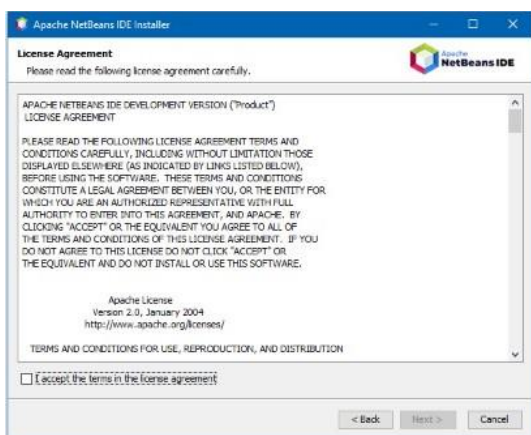 Apache NetBeans IDE Installer
License Agreement
Please read the following license agreement carefully.
Apache
NetBeans IDE
APACHE NETBEANS IDE DEVELOPMENT VERSION ("Product")
LICENSE AGREEMENT
PLEASE READ THE FOLLOWING LICENSE AGREEMENT TERMS AND
CONDITIONS CAREFULLY, INCLUDING WITHOUT LIMITATION THOSE
DISPLAYED ELSEWHERE (AS INDICATED BY LINKS LISTED BELOW),
BEFORE USING THE SOFTWARE. THESE TERMS AND CONDITIONS
CONSTITUTE A LEGAL AGREEMENT BETWEEN YOU, OR THE ENTITY FOR
WHICH YOU ARE AN AUTHORIZED REPRESENTATIVE WITH FULL
AUTHORITY TO ENTER INTO THIS AGREEMENT, AND APACHE. BY
CLICKING "ACCEPT" OR THE EQUIVALENT YOU AGREE TO ALL OF
THE TERMS AND CONDITIONS OF THIS LICENSE AGREEMENT. IF YOU
DO NOT AGREE TO THIS LICENSE DO NOT CLICK "ACCEPT" OR
THE EQUIVALENT AND DO NOT INSTALL OR USE THIS SOFTWARE.
Apache License
Version 2.0, January 2004
http://www.apache.org/licenses/
TERMS AND CONDITIONS FOR USE, REPRODUCTION, AND DISTRIBUTION
I accept the terms in the license agreement
< Back Next > Cancel